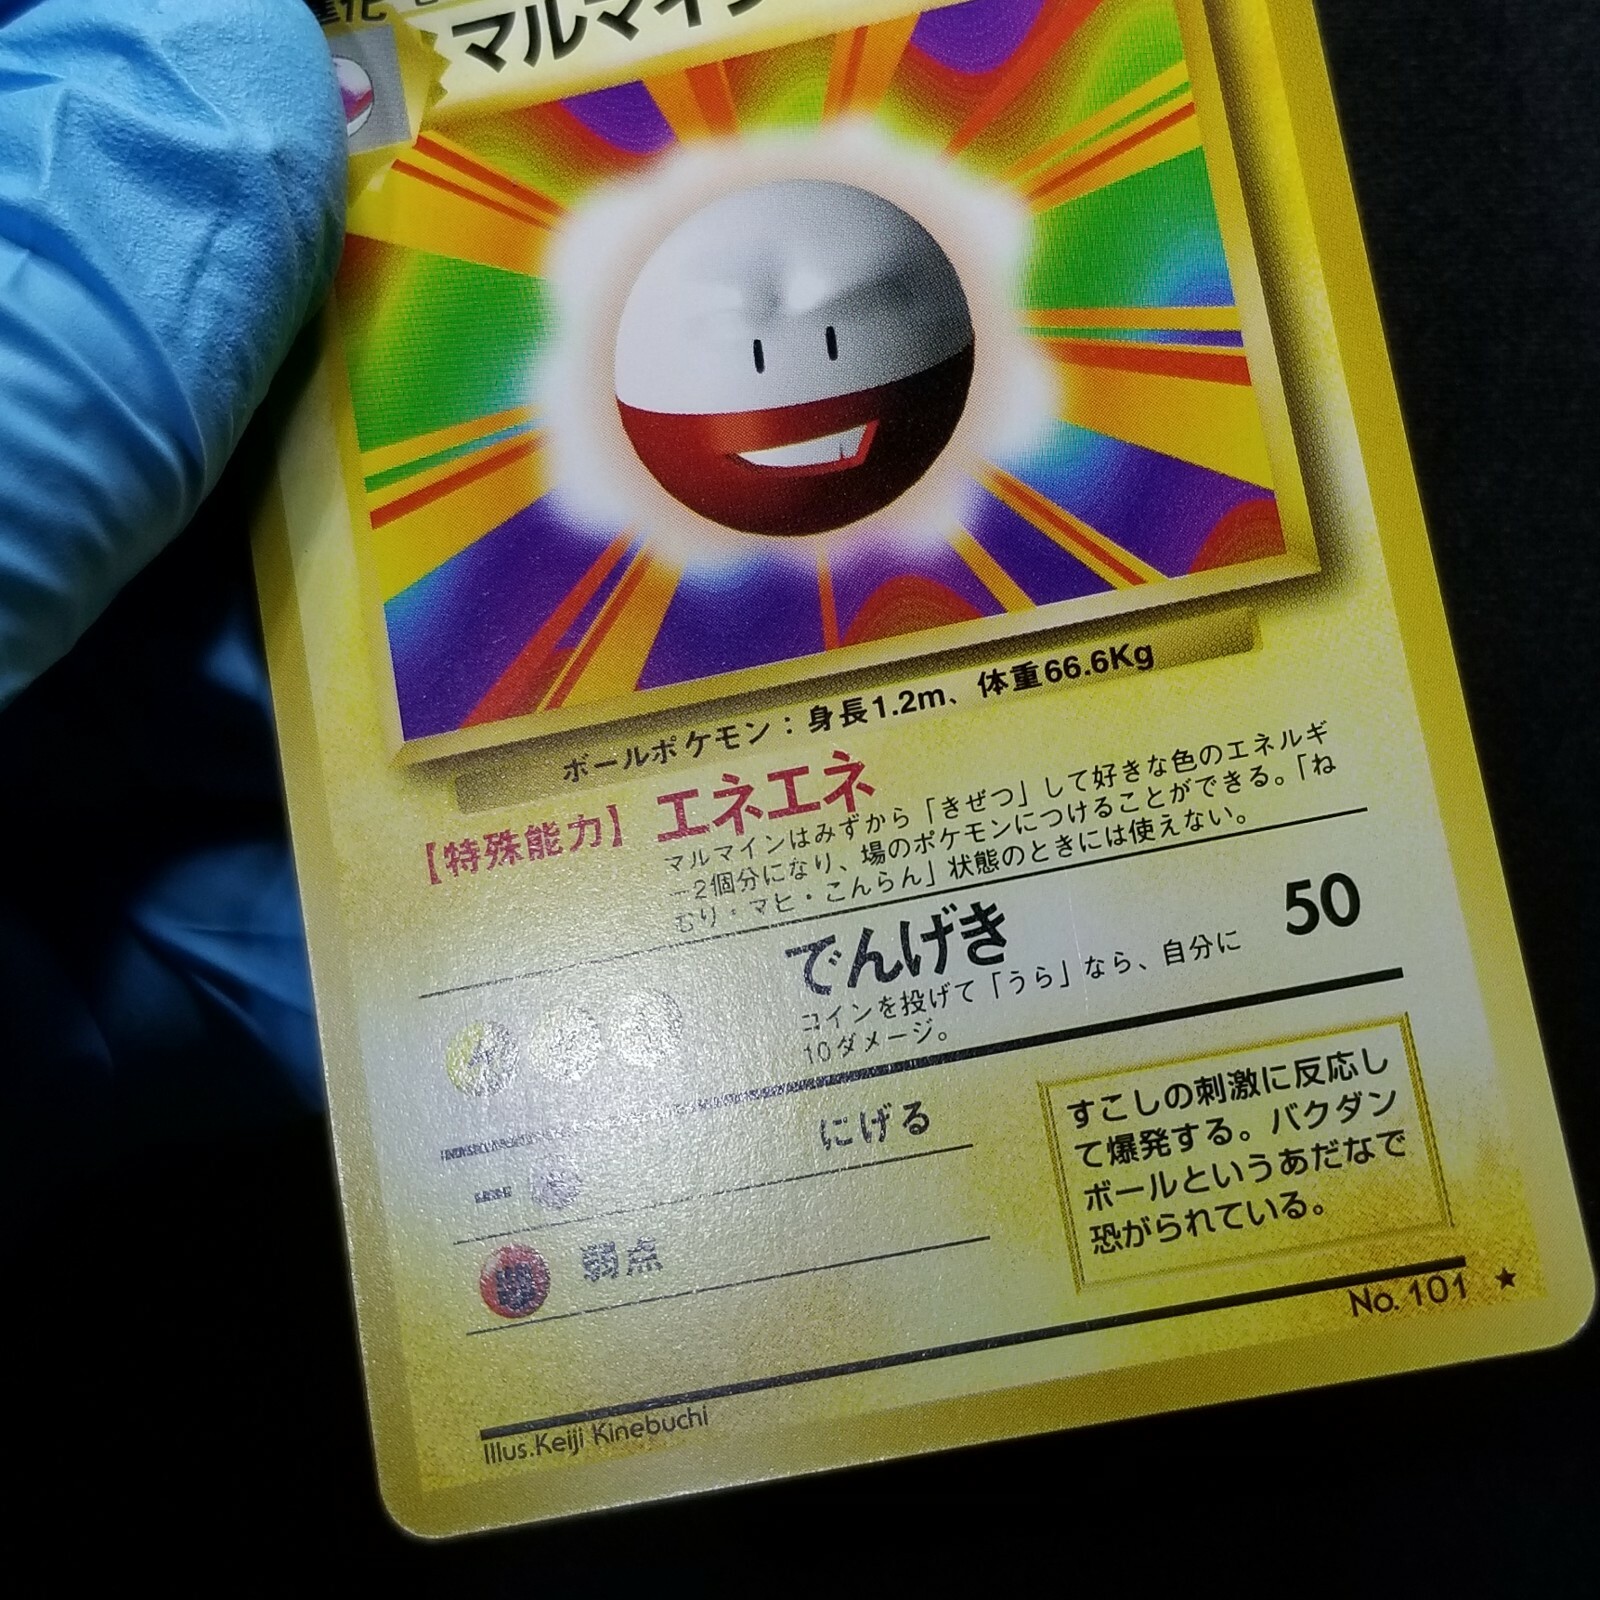 進化
マルマイン
ボールポケモン：身長1.2m、体重66.6Kg
【特殊能力】エネエネ
マルマインはみずから「きぜつ」して好きな色のエネルギ
ー2個分になり、場のポケモンにつけることができる。「ね
むり・マヒ・こんらん」状態のときには使えない。
でんげき 50
コインを投げて「うら」なら、自分に
10ダメージ。
にげる
弱点
すこしの刺激に反応し
て爆発する。バクダン
ボールというあだなで
恐がられている。
No. 101 ★
Illus.Keiji Kinebuchi